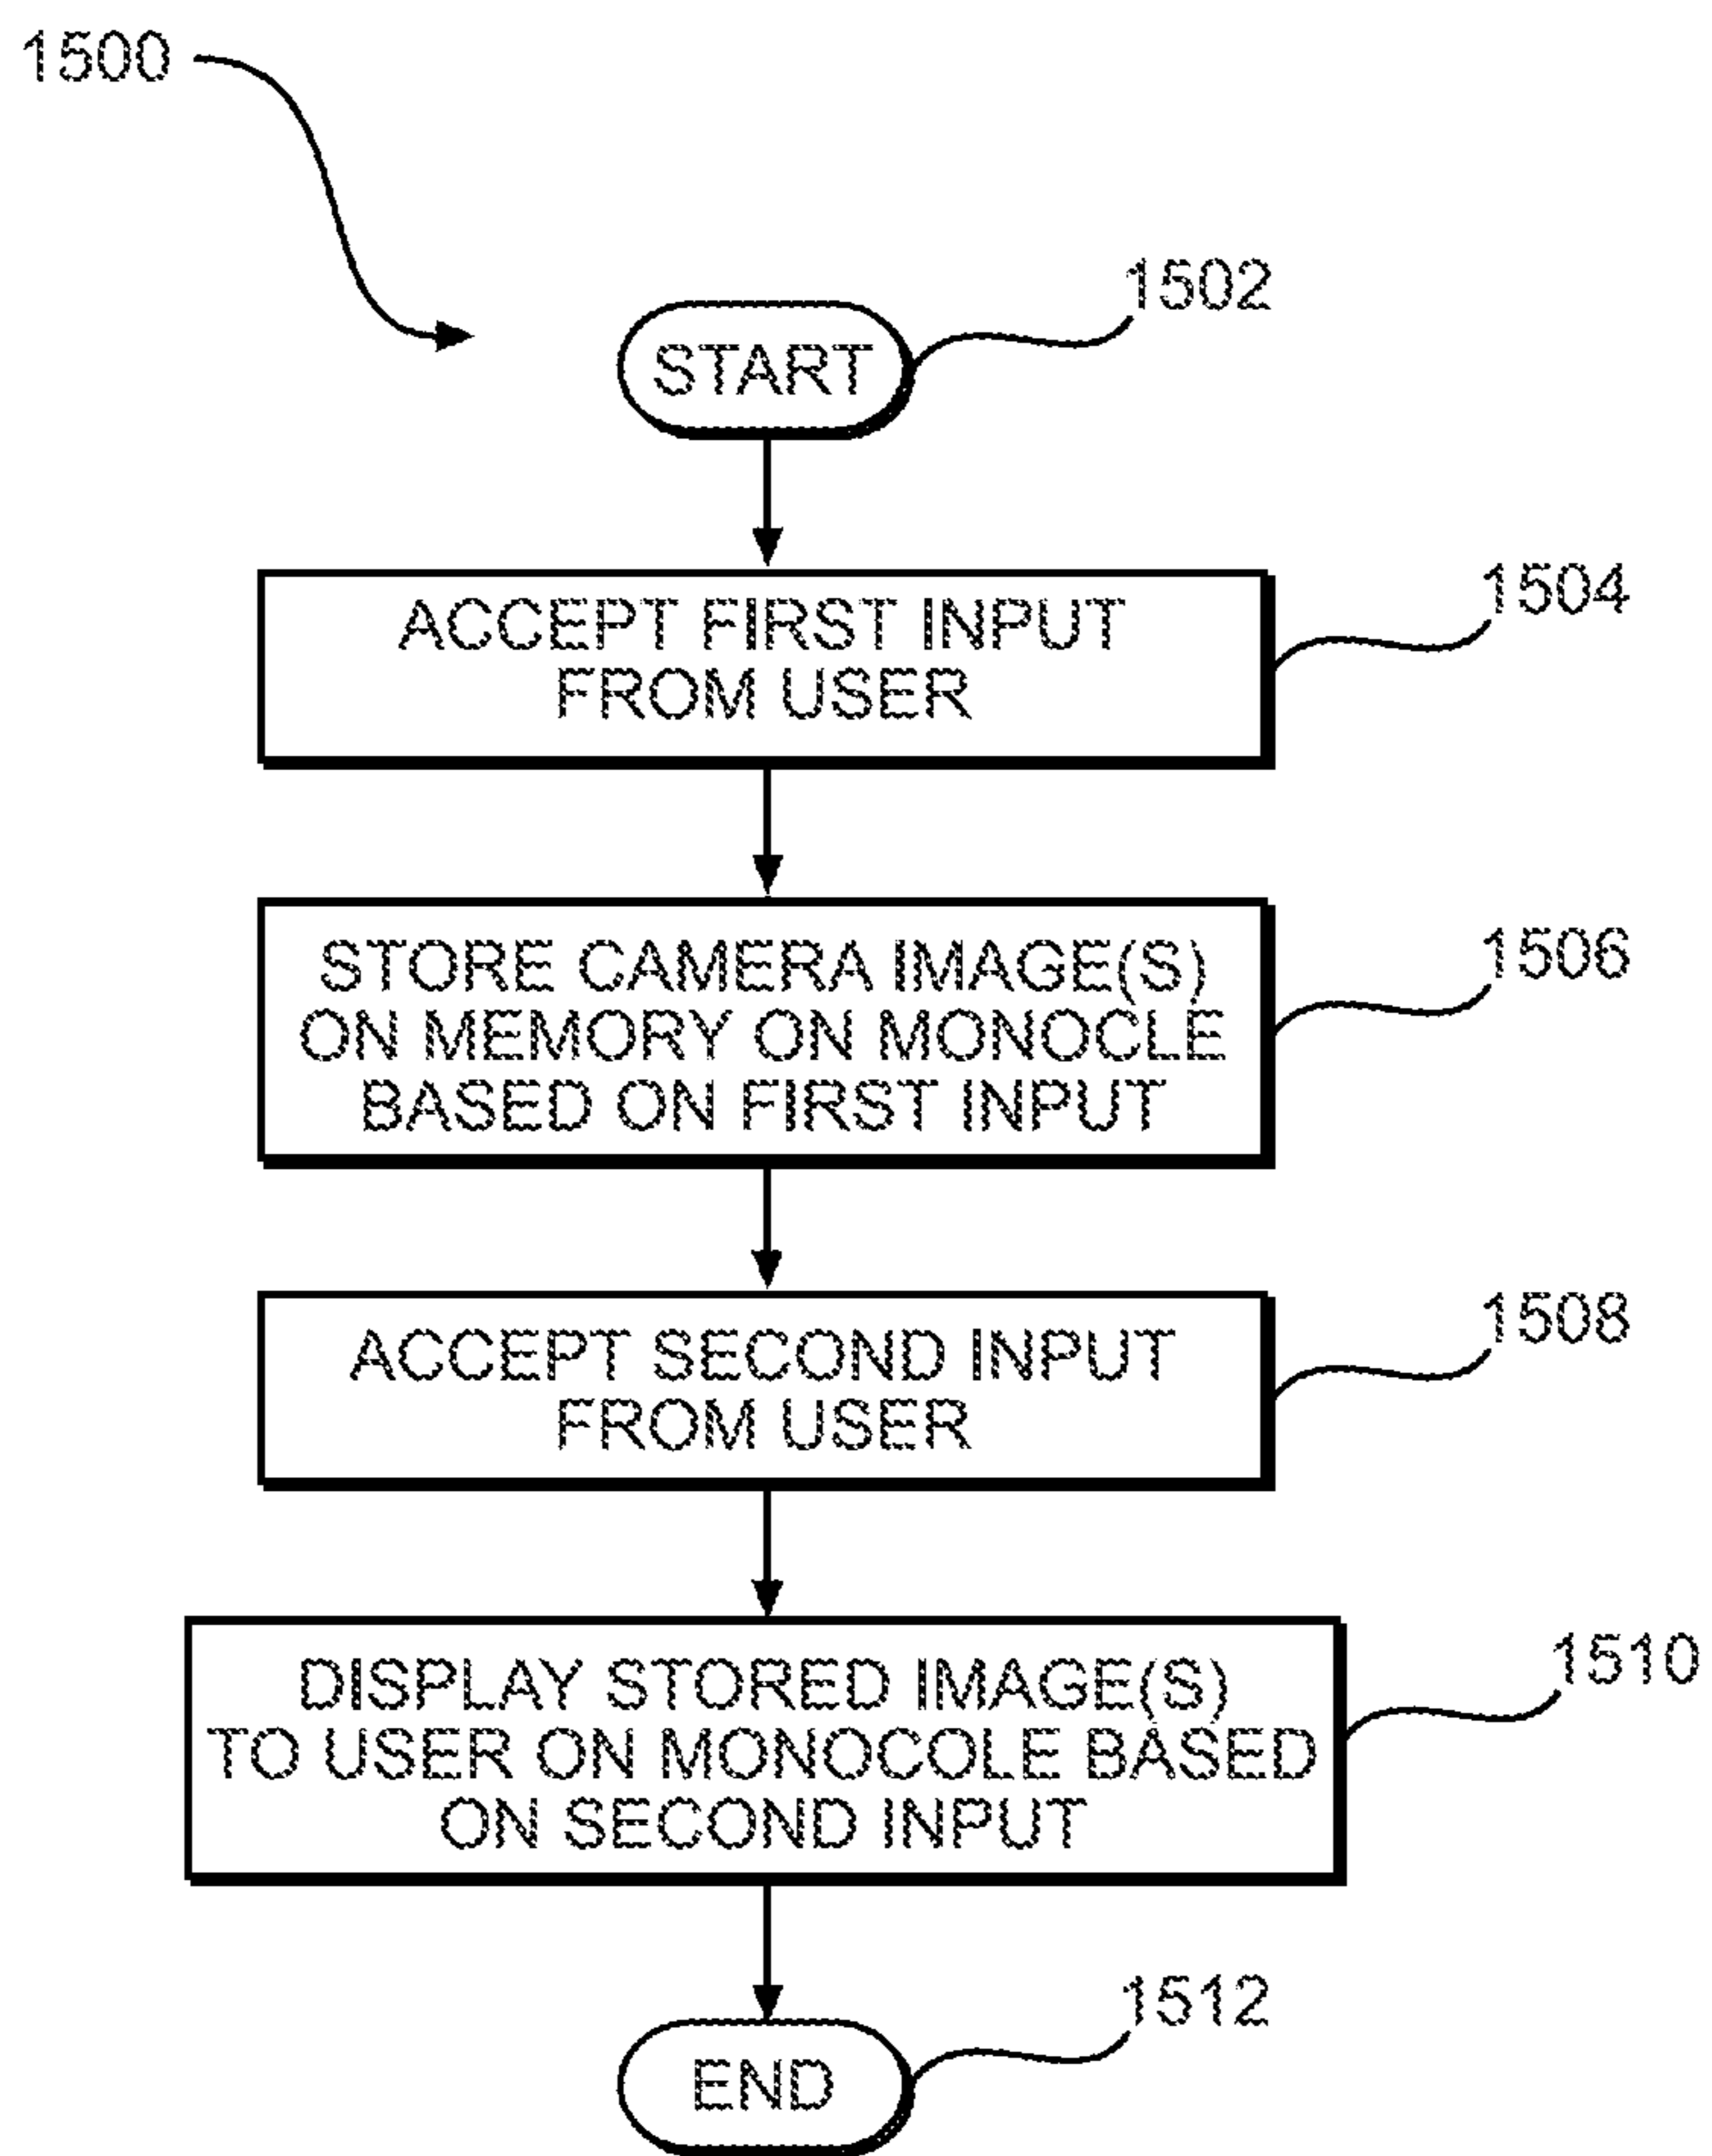 1500
1502
START
1504
ACCEPT FIRST INPUT
FROM USER
1506
STORE CAMERA IMAGE(S)
ON MEMORY ON MONOCLE
BASED ON FIRST INPUT
1508
ACCEPT SECOND INPUT
FROM USER
1510
DISPLAY STORED IMAGE(S)
TO USER ON MONOCOLE BASED
ON SECOND INPUT
1512
END